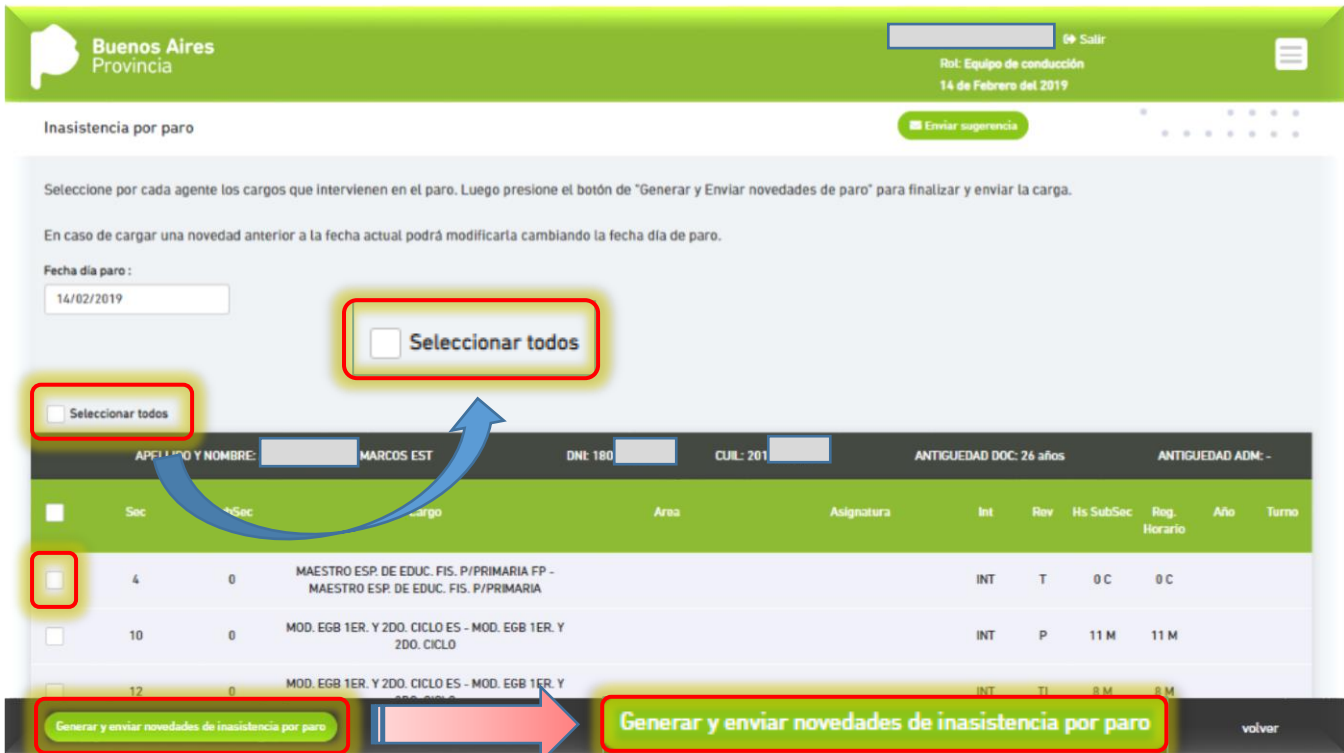 Buenos Aires
Provincia
Salir
Rol: Equipo de conducción
14 de Febrero del 2019
Inasistencia por paro
Enviar sugerencia
Seleccione por cada agente los cargos que intervienen en el paro. Luego presione el botón de "Generar y Enviar novedades de paro" para finalizar y enviar la carga.
En caso de cargar una novedad anterior a la fecha actual podrá modificarla cambiando la fecha día de paro.
Fecha día paro :
14/02/2019
Seleccionar todos
Seleccionar todos
APELLIDO Y NOMBRE: MARCOS EST DNI: 180 CUIL: 201 ANTIGUEDAD DOC: 26 años ANTIGUEDAD ADM: -
Sec SubSec Cargo Area Asignatura Int Rev Hs SubSec Reg. Horario Año Turno
4 0 MAESTRO ESP. DE EDUC. FIS. P/PRIMARIA FP - MAESTRO ESP. DE EDUC. FIS. P/PRIMARIA INT T 0 C 0 C
10 0 MOD. EGB 1ER. Y 2DO. CICLO ES - MOD. EGB 1ER. Y 2DO. CICLO INT P 11 M 11 M
12 0 MOD. EGB 1ER. Y 2DO. CICLO ES - MOD. EGB 1ER. Y INT TI 8 M 8 M
Generar y enviar novedades de inasistencia por paro
Generar y enviar novedades de inasistencia por paro
volver